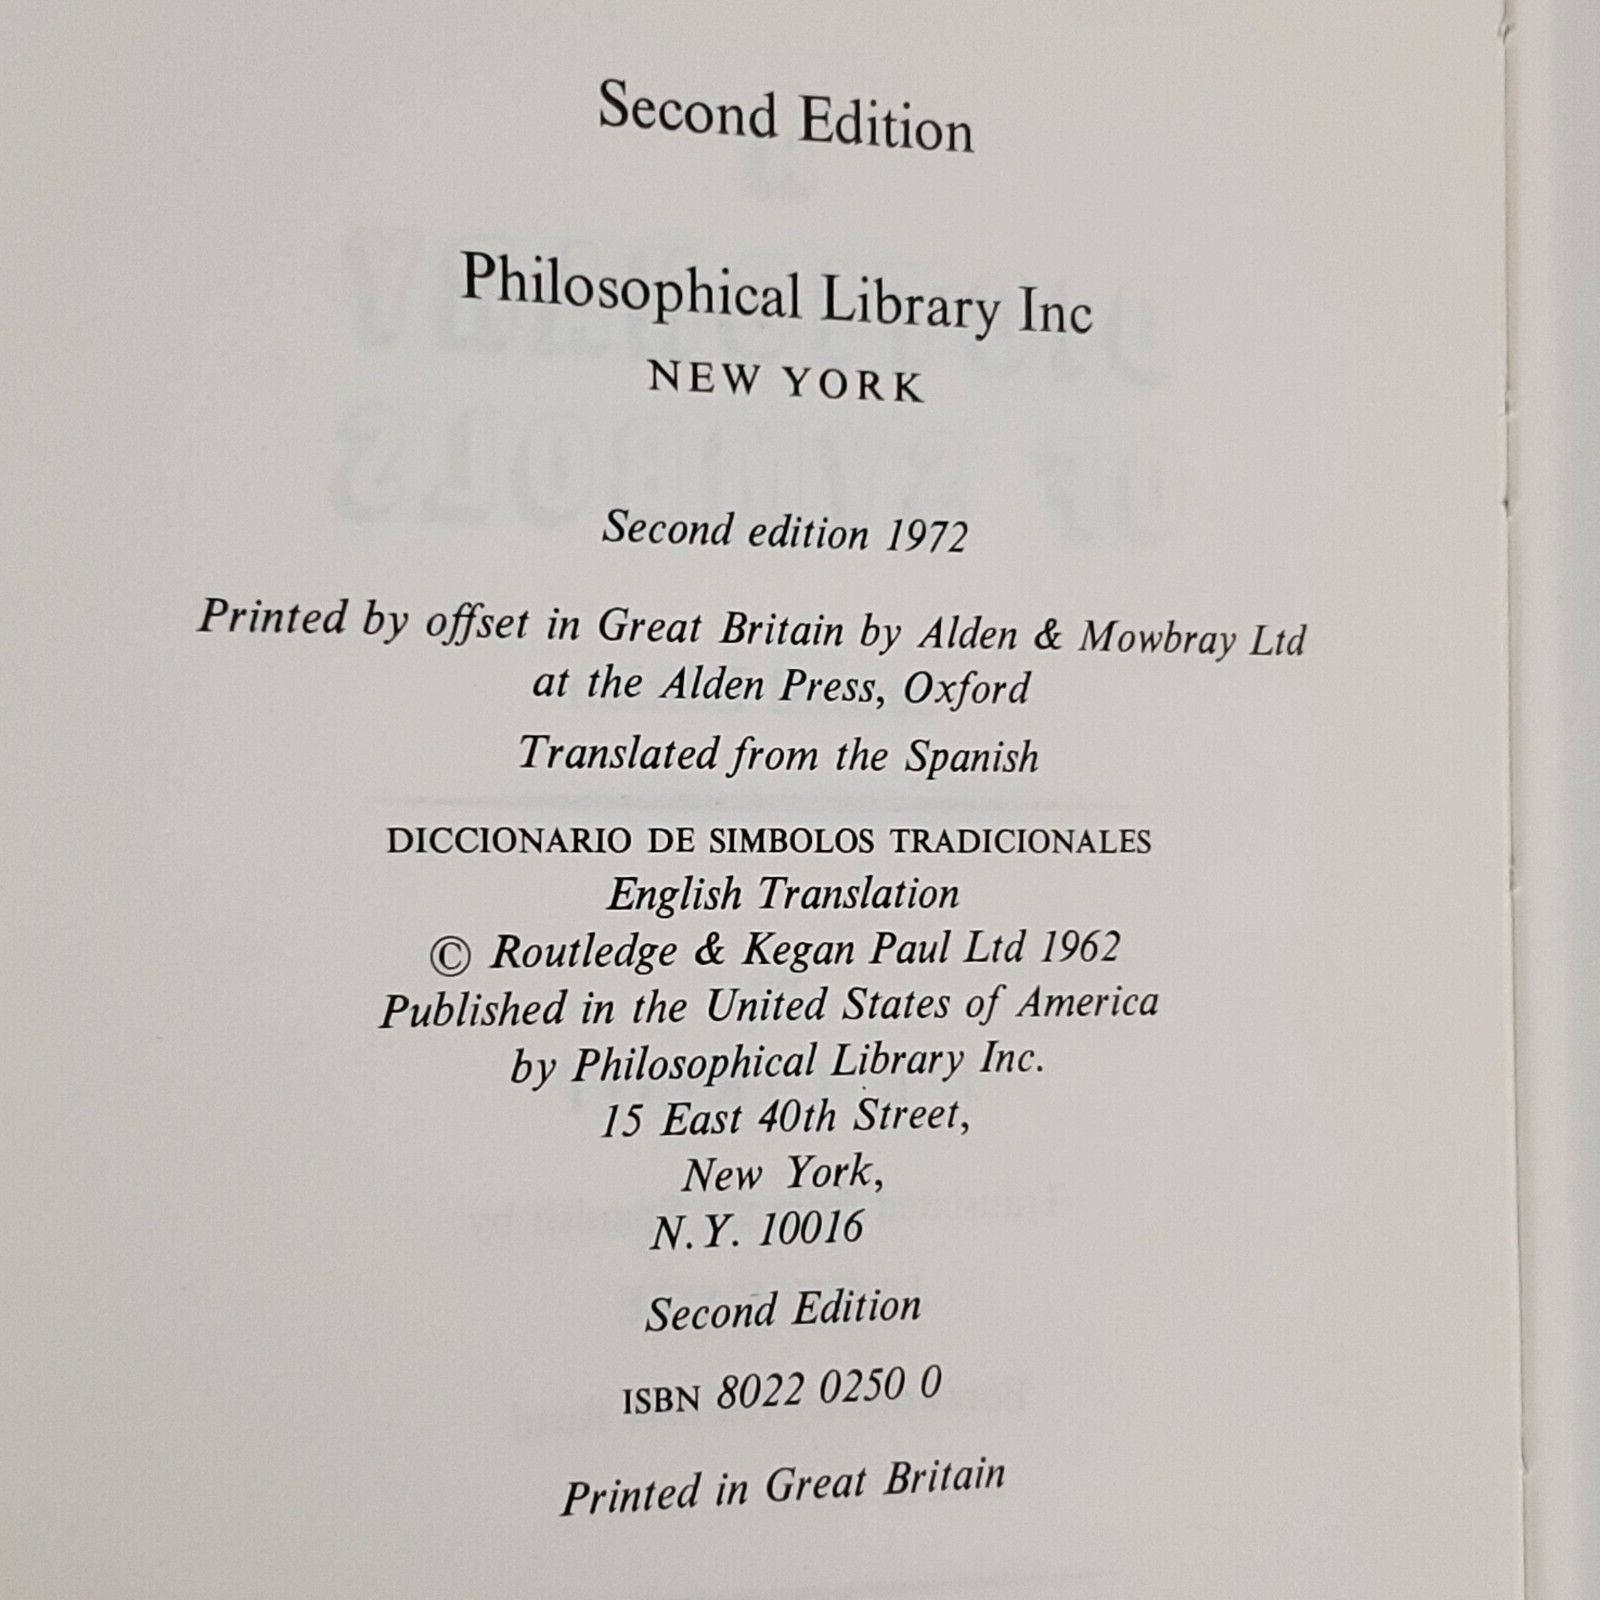 Second Edition
Philosophical Library Inc
NEW YORK
Second edition 1972
Printed by offset in Great Britain by Alden & Mowbray Ltd
at the Alden Press, Oxford
Translated from the Spanish
DICCIONARIO DE SIMBOLOS TRADICIONALES
English Translation
© Routledge & Kegan Paul Ltd 1962
Published in the United States of America
by Philosophical Library Inc.
15 East 40th Street,
New York,
N.Y. 10016
Second Edition
ISBN 8022 0250 0
Printed in Great Britain